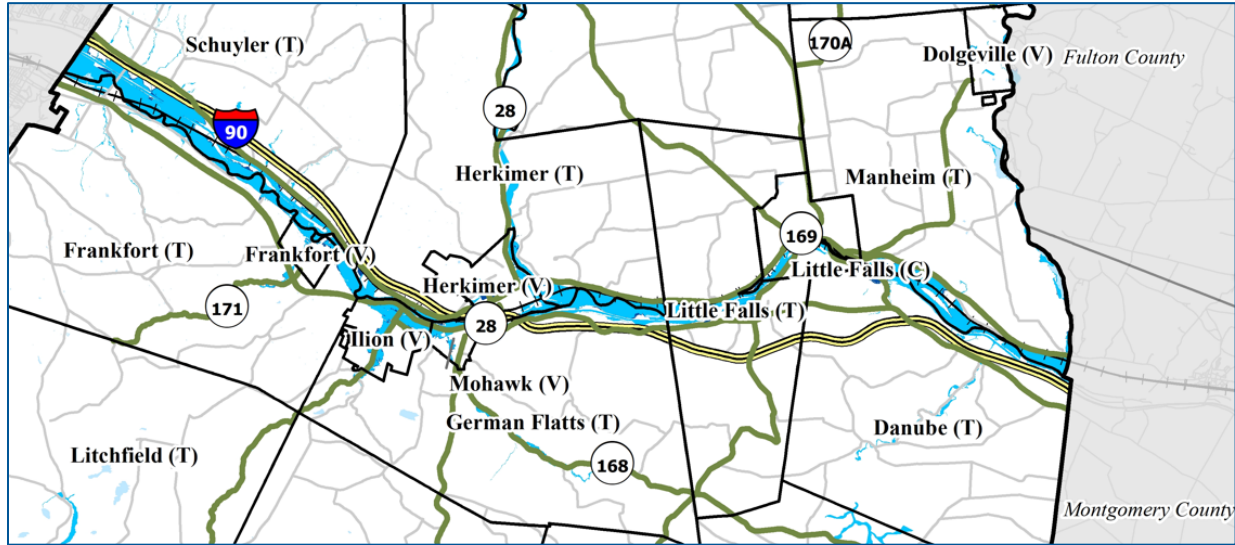 Schuyler (T)
170A
Dolgeville (V)
Fulton County
28
90
Herkimer (T)
Manheim (T)
169
Frankfort (T)
Frankfort (V)
Little Falls (C)
Herkimer (V)
171
Little Falls (T)
28
Ilion (V)
Mohawk (V)
German Flatts (T)
Danube (T)
Litchfield (T)
168
Montgomery County